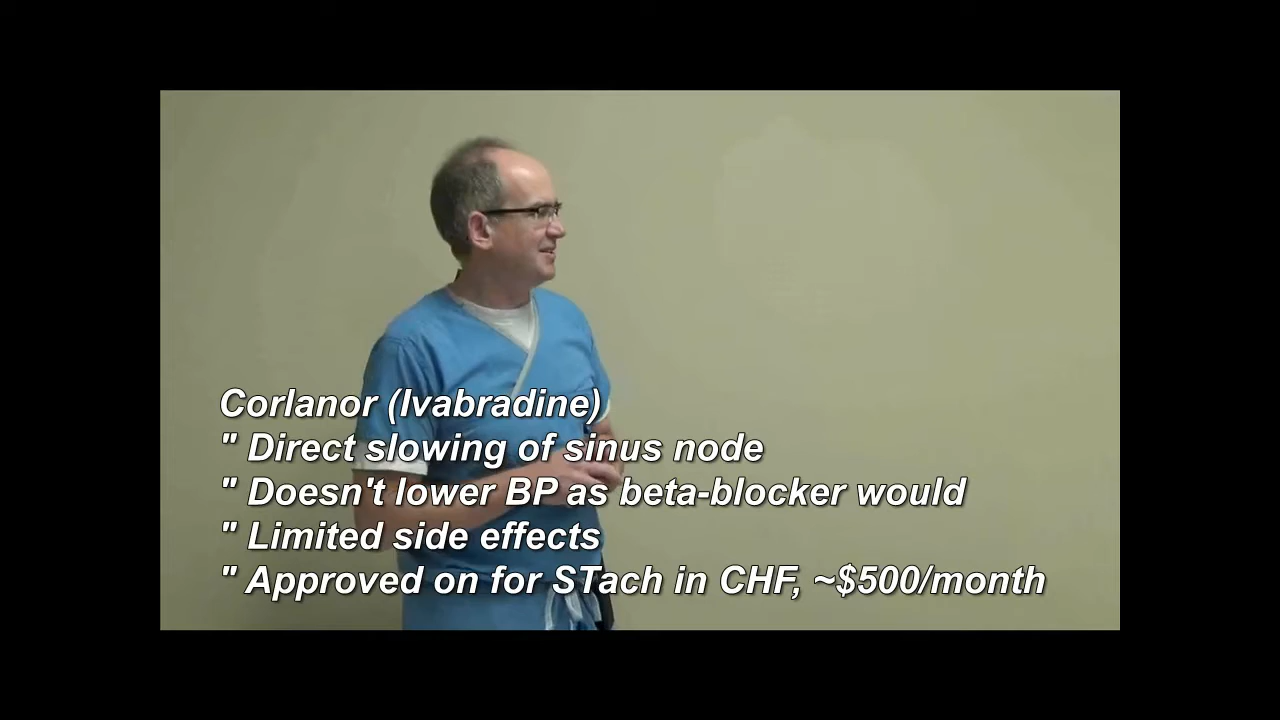 Corlanor (Ivabradine)
" Direct slowing of sinus node
" Doesn't lower BP as beta-blocker would
" Limited side effects
" Approved on for STach in CHF, ~$500/month